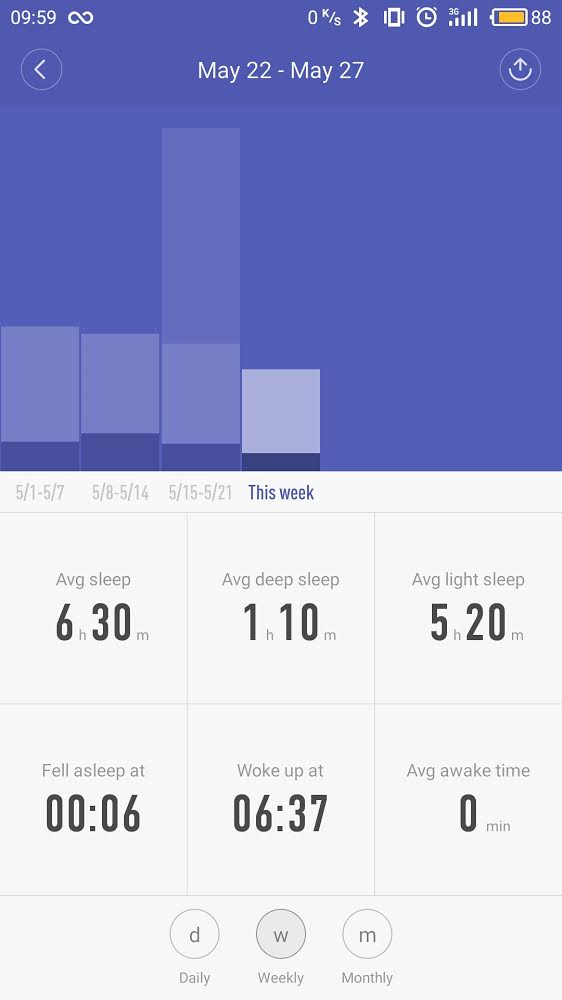 09:59 0 K/s 3G 88
May 22 - May 27
5/1-5/7 5/8-5/14 5/15-5/21 This week
Avg sleep Avg deep sleep Avg light sleep
6 h 30 m 1 h 10 m 5 h 20 m
Fell asleep at Woke up at Avg awake time
00:06 06:37 0 min
d w m
Daily Weekly Monthly